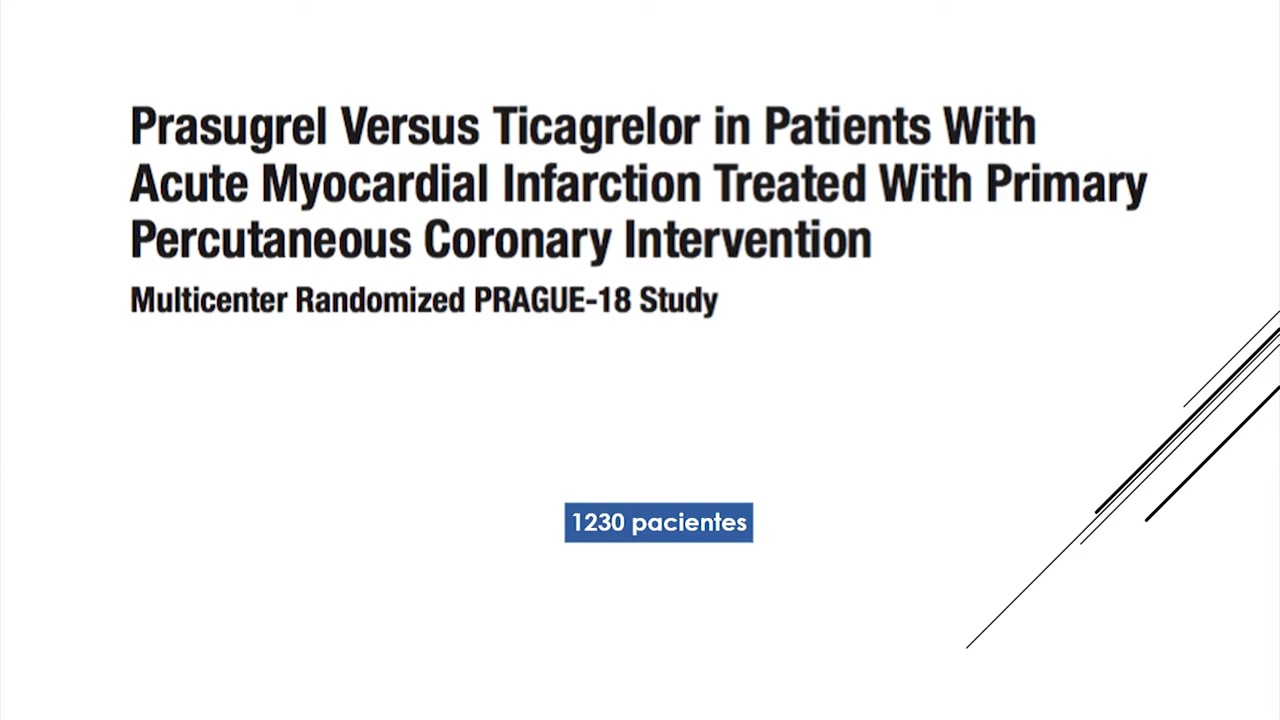 Prasugrel Versus Ticagrelor in Patients With
Acute Myocardial Infarction Treated With Primary
Percutaneous Coronary Intervention
Multicenter Randomized PRAGUE-18 Study
1230 pacientes